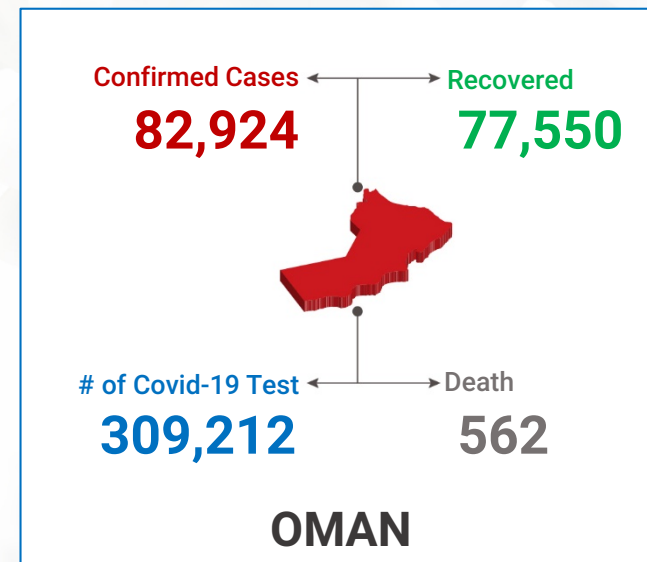 Confirmed Cases
Recovered
82,924
77,550
# of Covid-19 Test
Death
309,212
562
OMAN